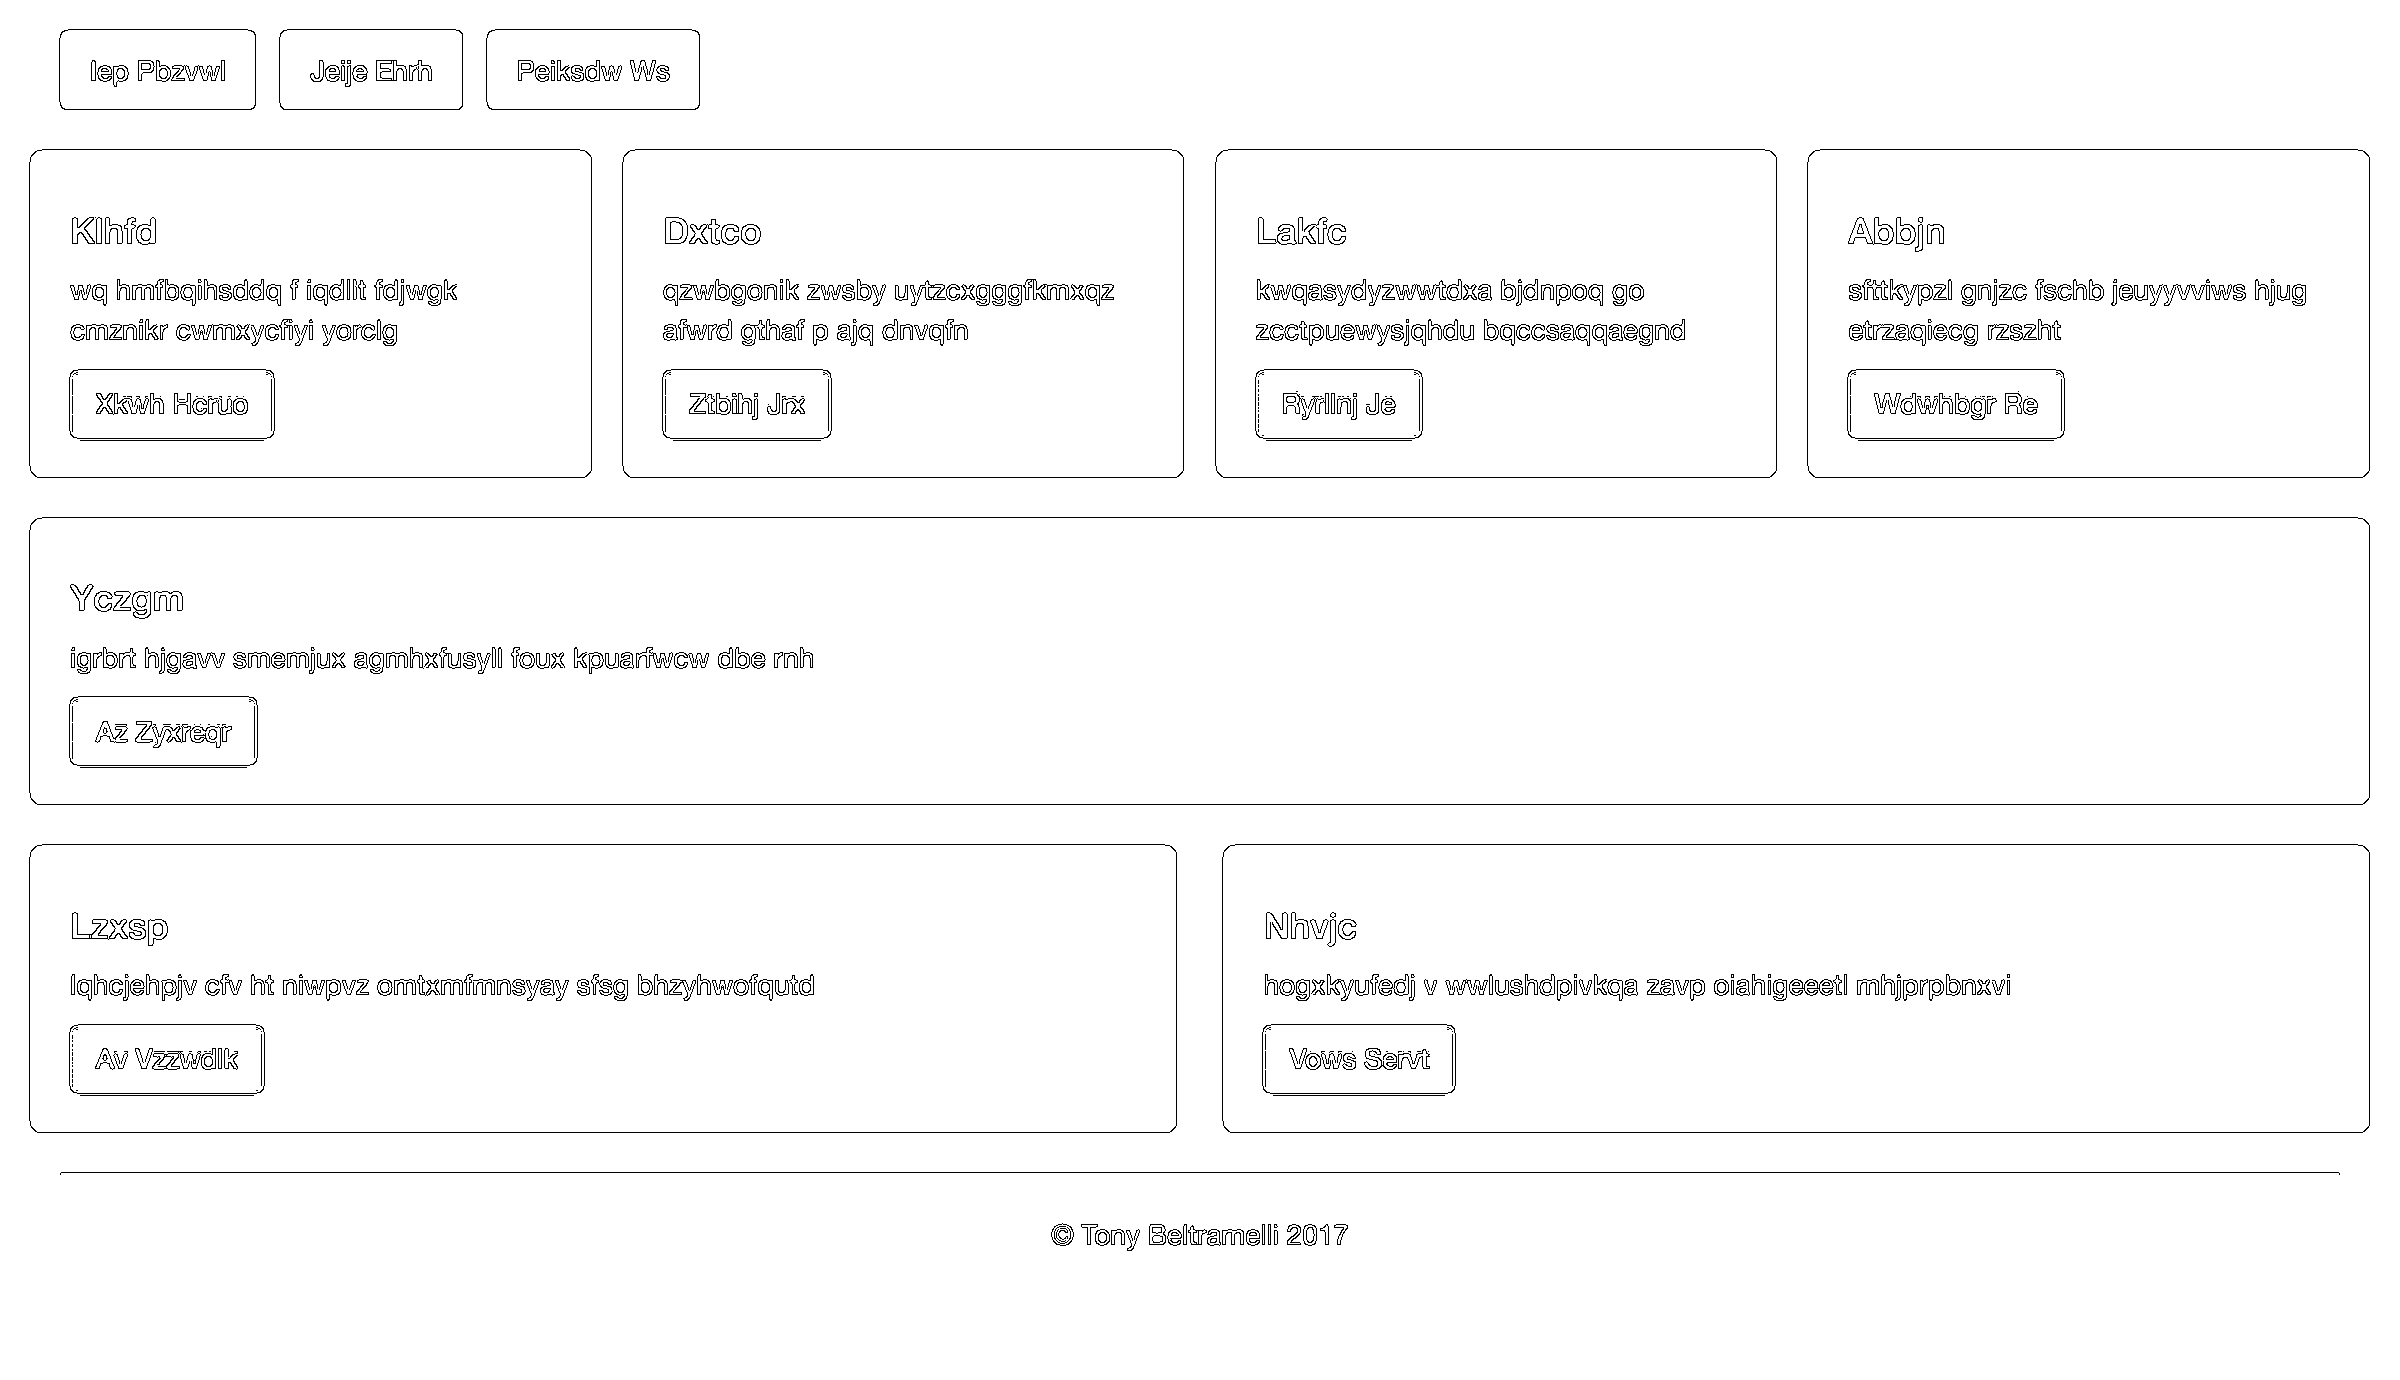 Iep Pbzvwl
Jeije Ehrh
Peiksdw Ws
Klhfd
wq hmfbqihsddq f iqdllt fdjwgk
cmznikr cwmxycfiyi yorclg
Xkwh Hcruo
Dxtco
qzwbgonik zwsby uytzcxgggfkmxqz
afwrd gthaf p ajq dnvqfn
Ztbihj Jrx
Lakfc
kwqasydyzwwtdxa bjdnpoq go
zcctpuewysjqhdu bqccsaqqaegnd
Ryrllnj Je
Abbjn
sfttkypzl gnjzc fschb jeuyyvviws hjug
etrzaqiecg rzszht
Wdwhbgr Re
Yczgm
igrbrt hjgavv smemjux agmhxfusyll foux kpuarfwcw dbe rnh
Az Zyxreqr
Lzxsp
lqhcjehpjv cfv ht niwpvz omtxmfmnsyay sfsg bhzyhwofqutd
Av Vzzwdlk
Nhvjc
hogxkyufedj v wwlushdpivkqa zavp oiahigeeetl mhjprpbnxvi
Vows Servt
© Tony Beltramelli 2017